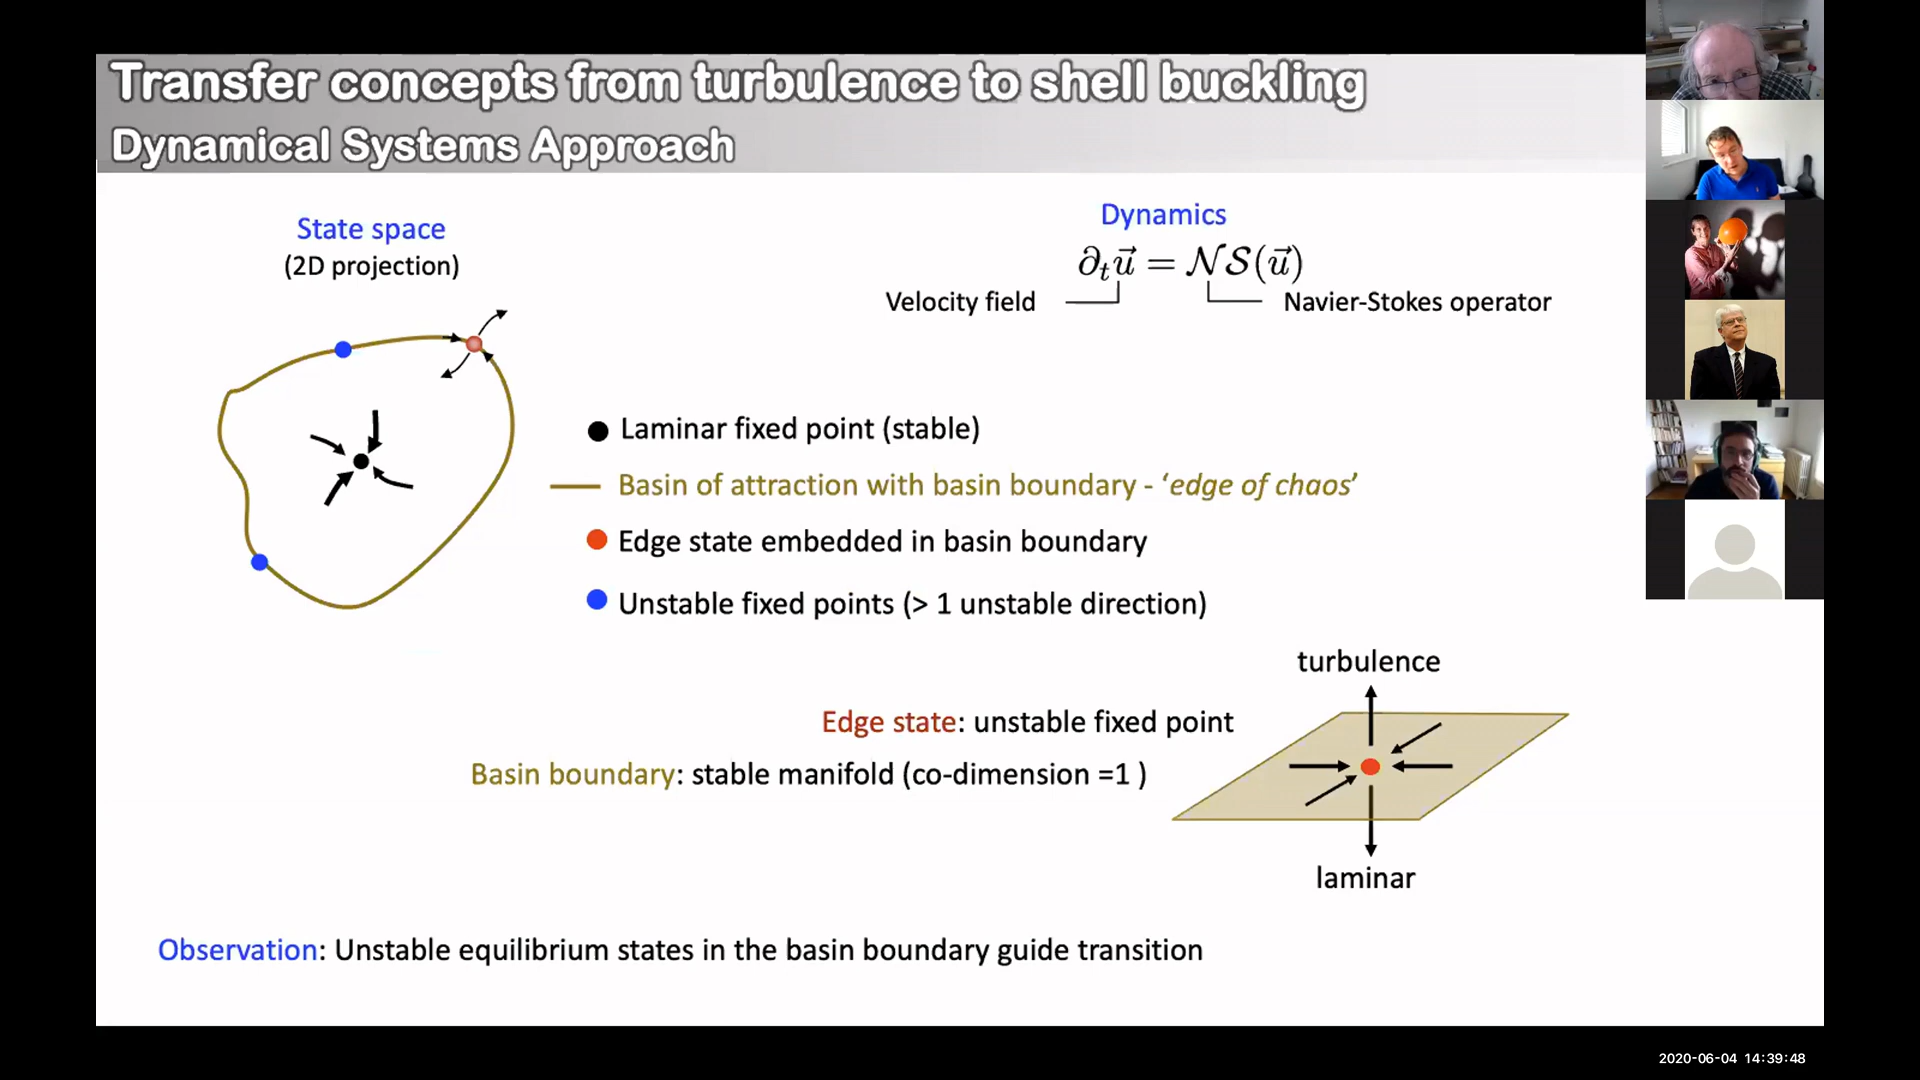 Transfer concepts from turbulence to shell buckling
Dynamical Systems Approach
State space
(2D projection)
Dynamics
∂ₜu⃗ = 𝒩𝒮(u⃗)
Velocity field
Navier-Stokes operator
Laminar fixed point (stable)
Basin of attraction with basin boundary - ‘edge of chaos’
Edge state embedded in basin boundary
Unstable fixed points (> 1 unstable direction)
turbulence
Edge state: unstable fixed point
Basin boundary: stable manifold (co-dimension =1 )
laminar
Observation: Unstable equilibrium states in the basin boundary guide transition
2020-06-04 14:39:48